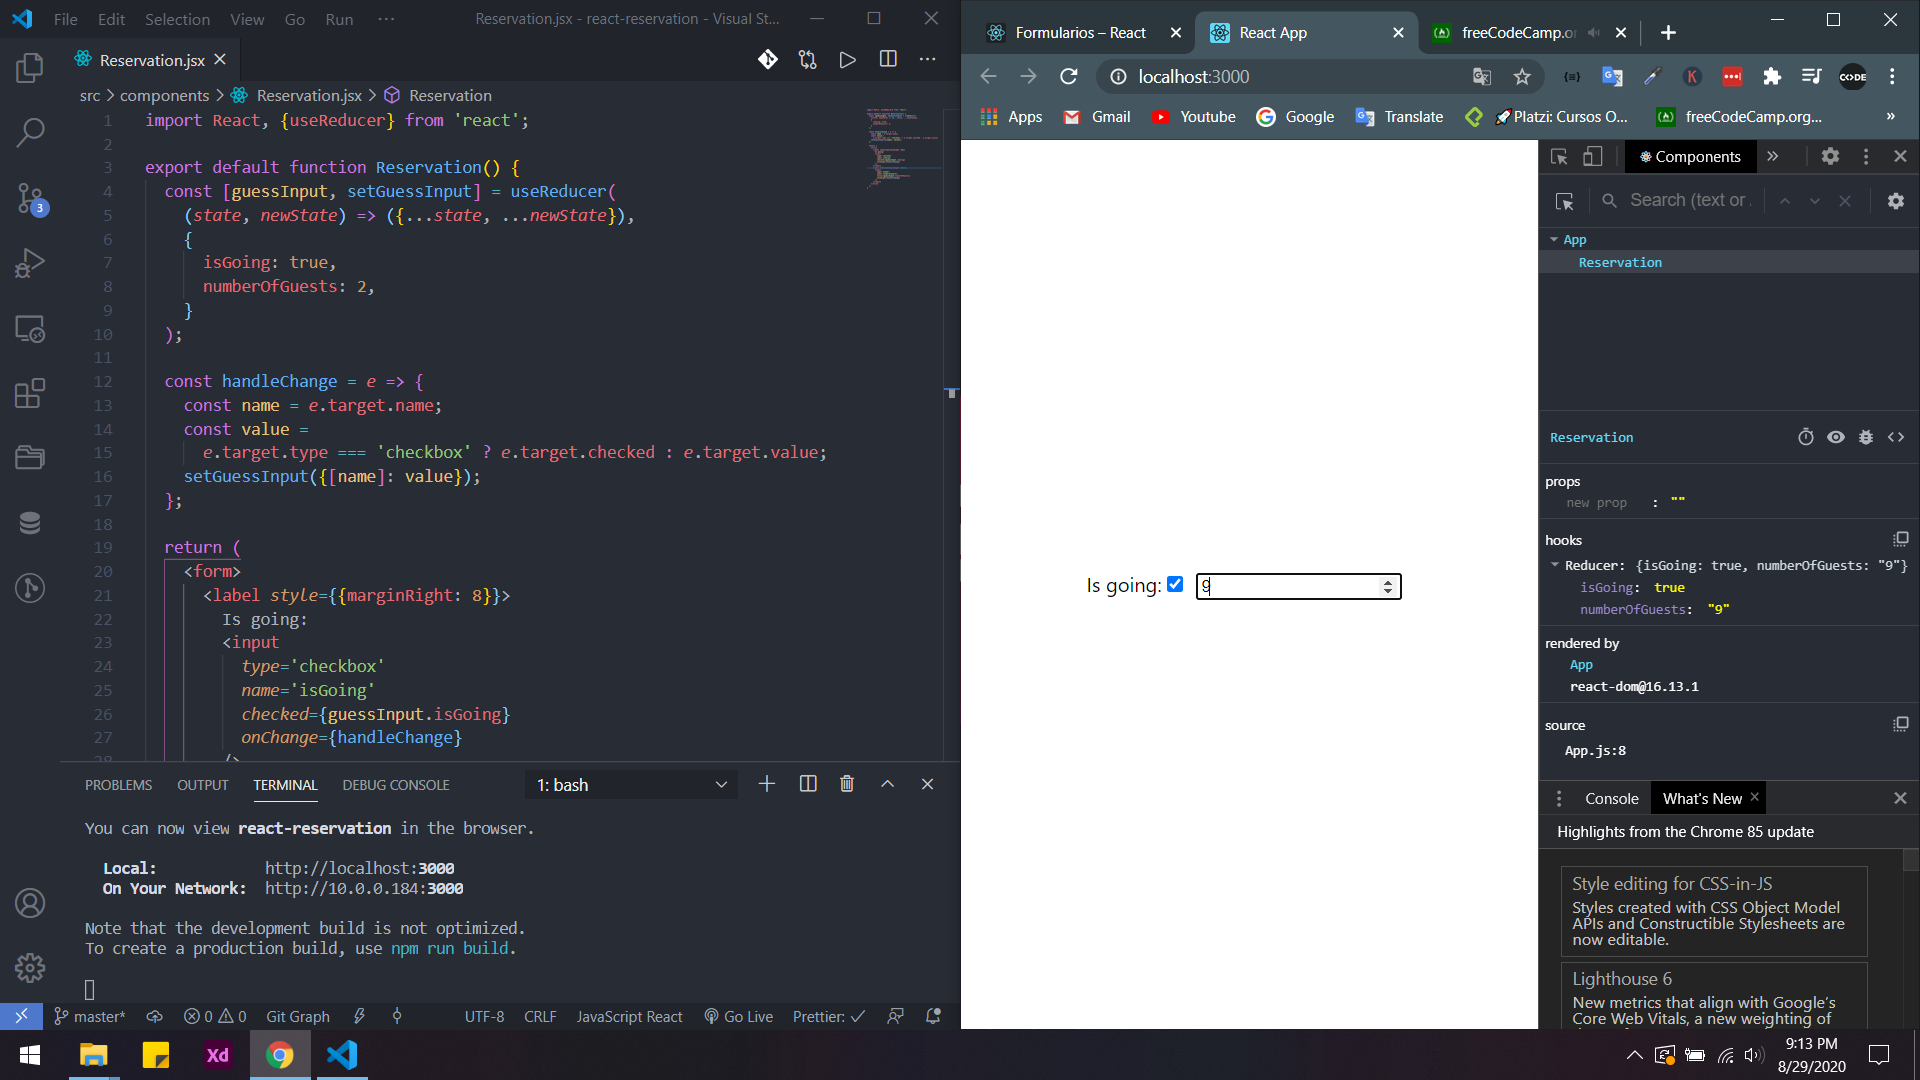 File Edit Selection View Go Run ··· Reservation.jsx - react-reservation - Visual St...
Reservation.jsx
src > components > Reservation.jsx > Reservation
1 import React, {useReducer} from 'react';
2
3 export default function Reservation() {
4 const [guessInput, setGuessInput] = useReducer(
5 (state, newState) => ({...state, ...newState}),
6 {
7 isGoing: true,
8 numberOfGuests: 2,
9 }
10 );
11
12 const handleChange = e => {
13 const name = e.target.name;
14 const value =
15 e.target.type === 'checkbox' ? e.target.checked : e.target.value;
16 setGuessInput({[name]: value});
17 };
18
19 return (
20 <form>
21 <label style={{marginRight: 8}}>
22 Is going:
23 <input
24 type='checkbox'
25 name='isGoing'
26 checked={guessInput.isGoing}
27 onChange={handleChange}
28 />
3
PROBLEMS OUTPUT TERMINAL DEBUG CONSOLE 1: bash
You can now view react-reservation in the browser.
Local: http://localhost:3000
On Your Network: http://10.0.0.184:3000
Note that the development build is not optimized.
To create a production build, use npm run build.
master* 0 0 Git Graph UTF-8 CRLF JavaScript React Go Live Prettier: ✓
Formularios – React React App freeCodeCamp.or
localhost:3000
K
C<>DE
Apps Gmail Youtube Google Translate Platzi: Cursos O... freeCodeCamp.org... »
Is going: 9
Components »
Search (text or
App
Reservation
Reservation
props
new prop : ""
hooks
Reducer: {isGoing: true, numberOfGuests: "9"}
isGoing: true
numberOfGuests: "9"
rendered by
App
react-dom@16.13.1
source
App.js:8
Console What's New
Highlights from the Chrome 85 update
Style editing for CSS-in-JS
Styles created with CSS Object Model
APIs and Constructible Stylesheets are
now editable.
Lighthouse 6
New metrics that align with Google's
Core Web Vitals, a new weighting of
Xd
9:13 PM
8/29/2020